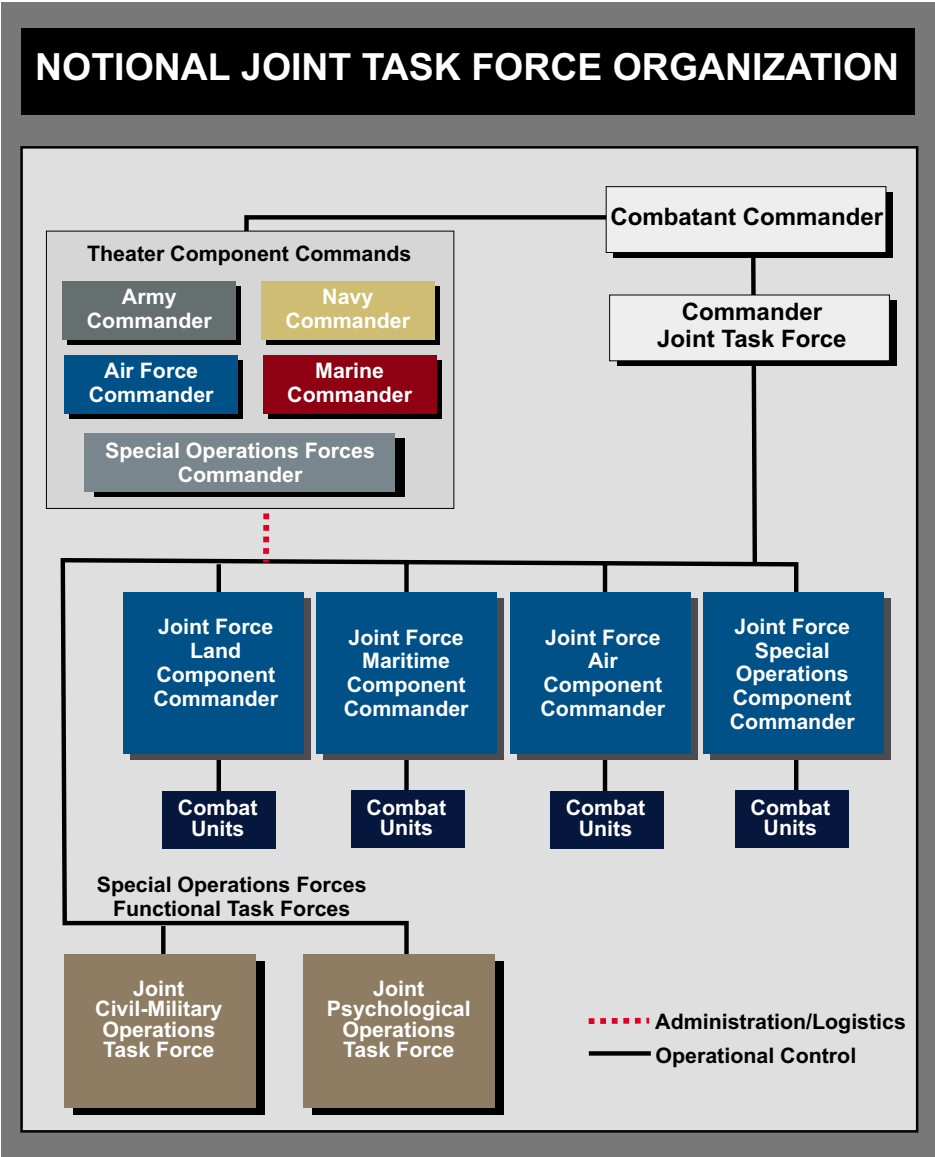 NOTIONAL JOINT TASK FORCE ORGANIZATION
Combatant Commander
Theater Component Commands
Army
Commander
Navy
Commander
Commander
Joint Task Force
Air Force
Commander
Marine
Commander
Special Operations Forces
Commander
Joint Force
Land
Component
Commander
Joint Force
Maritime
Component
Commander
Joint Force
Air
Component
Commander
Joint Force
Special
Operations
Component
Commander
Combat
Units
Combat
Units
Combat
Units
Combat
Units
Special Operations Forces
Functional Task Forces
Joint
Civil-Military
Operations
Task Force
Joint
Psychological
Operations
Task Force
Administration/Logistics
Operational Control